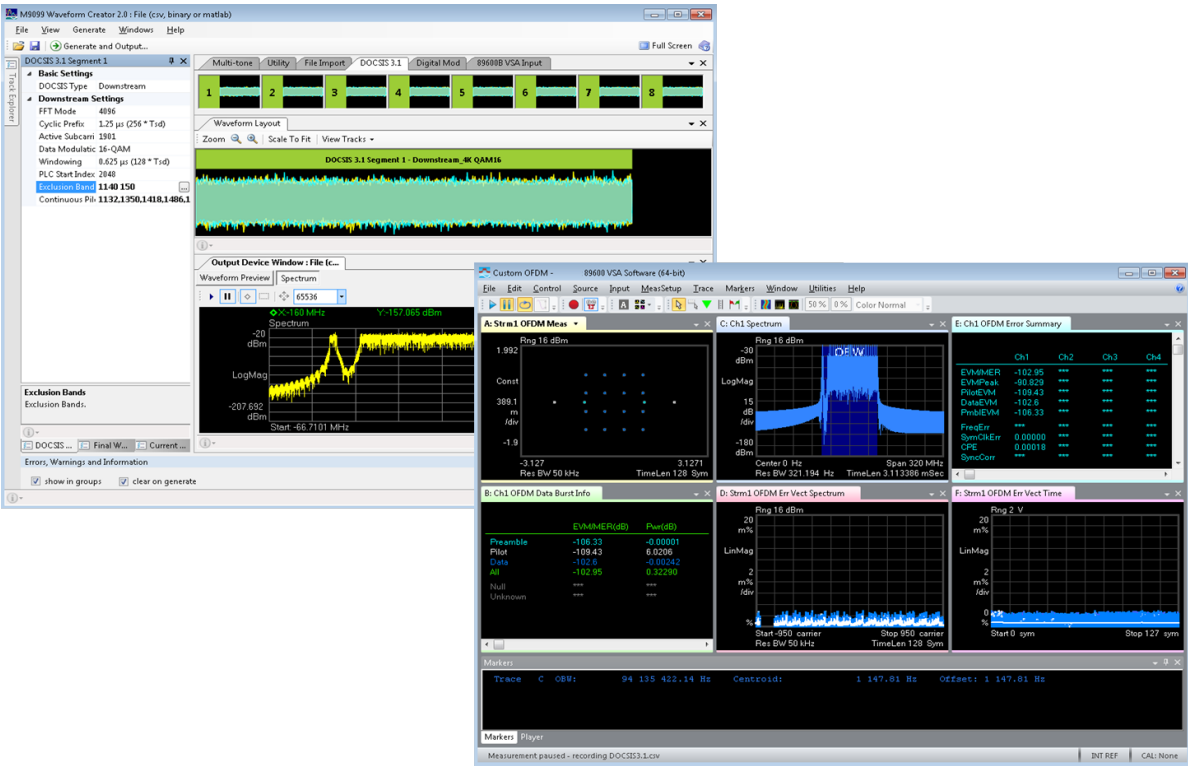 M9099 Waveform Creator 2.0 : File (csv, binary or matlab)
File View Generate Windows Help
Generate and Output... Full Screen
Track Explorer
DOCSIS 3.1 Segment 1
Basic Settings
DOCSIS Type Downstream
Downstream Settings
FFT Mode 4096
Cyclic Prefix 1.25 µs (256 * Tsd)
Active Subcarri 1901
Data Modulatic 16-QAM
Windowing 0.625 µs (128 * Tsd)
PLC Start Index 2048
Exclusion Band 1140 150 ...
Continuous Pil 1132,1350,1418,1486,1
Exclusion Bands
Exclusion Bands.
DOCSIS ... Final W... Current ...
Errors, Warnings and Information
show in groups clear on generate
Multi-tone Utility File Import DOCSIS 3.1 Digital Mod 89600B VSA Input
1 2 3 4 5 6 7 8
Waveform Layout
Zoom Scale To Fit View Tracks
DOCSIS 3.1 Segment 1 - Downstream_4K QAM16
Output Device Window : File (c...
Waveform Preview Spectrum
65536
X:-160 MHz Y:-157.065 dBm
Spectrum
-20
dBm
LogMag
-207.692
dBm
Start: -66.7101 MHz
Custom OFDM - 89600 VSA Software (64-bit)
File Edit Control Source Input MeasSetup Trace Markers Window Utilities Help
A 50% 0% Color Normal
A: Strm1 OFDM Meas
Rng 16 dBm
1.992
Const
389.1
m
/div
-1.9
-3.127 3.1271
Res BW 50 kHz TimeLen 128 Sym
C: Ch1 Spectrum
Rng 16 dBm
-30
dBm
LogMag
15
dB
/div
-180
dBm
OBW
Center 0 Hz Span 320 MHz
Res BW 321.194 Hz TimeLen 3.113386 mSec
E: Ch1 OFDM Error Summary
Ch1 Ch2 Ch3 Ch4
EVM/MER -102.95 *** *** ***
EVMPeak -90.829 *** *** ***
PilotEVM -109.43 *** *** ***
DataEVM -102.6 *** *** ***
PmblEVM -106.33 *** *** ***
FreqErr *** *** *** ***
SymClkErr 0.00000 *** *** ***
CPE 0.00018 *** *** ***
SyncCorr *** *** *** ***
B: Ch1 OFDM Data Burst Info
EVM/MER(dB) Pwr(dB)
Preamble -106.33 -0.00001
Pilot -109.43 6.0206
Data -102.6 -0.00242
All -102.95 0.32290
Null *** ***
Unknown *** ***
D: Strm1 OFDM Err Vect Spectrum
Rng 16 dBm
20
m%
LinMag
2
m%
/div
%
Start -950 carrier Stop 950 carrier
Res BW 50 kHz TimeLen 128 Sym
F: Strm1 OFDM Err Vect Time
Rng 2 V
20
m%
LinMag
2
m%
/div
0
%
Start 0 sym Stop 127 sym
Markers
Trace C OBW: 94 135 422.14 Hz Centroid: 1 147.81 Hz Offset: 1 147.81 Hz
Markers Player
Measurement paused - recording DOCSIS3.1.csv INT REF CAL: None